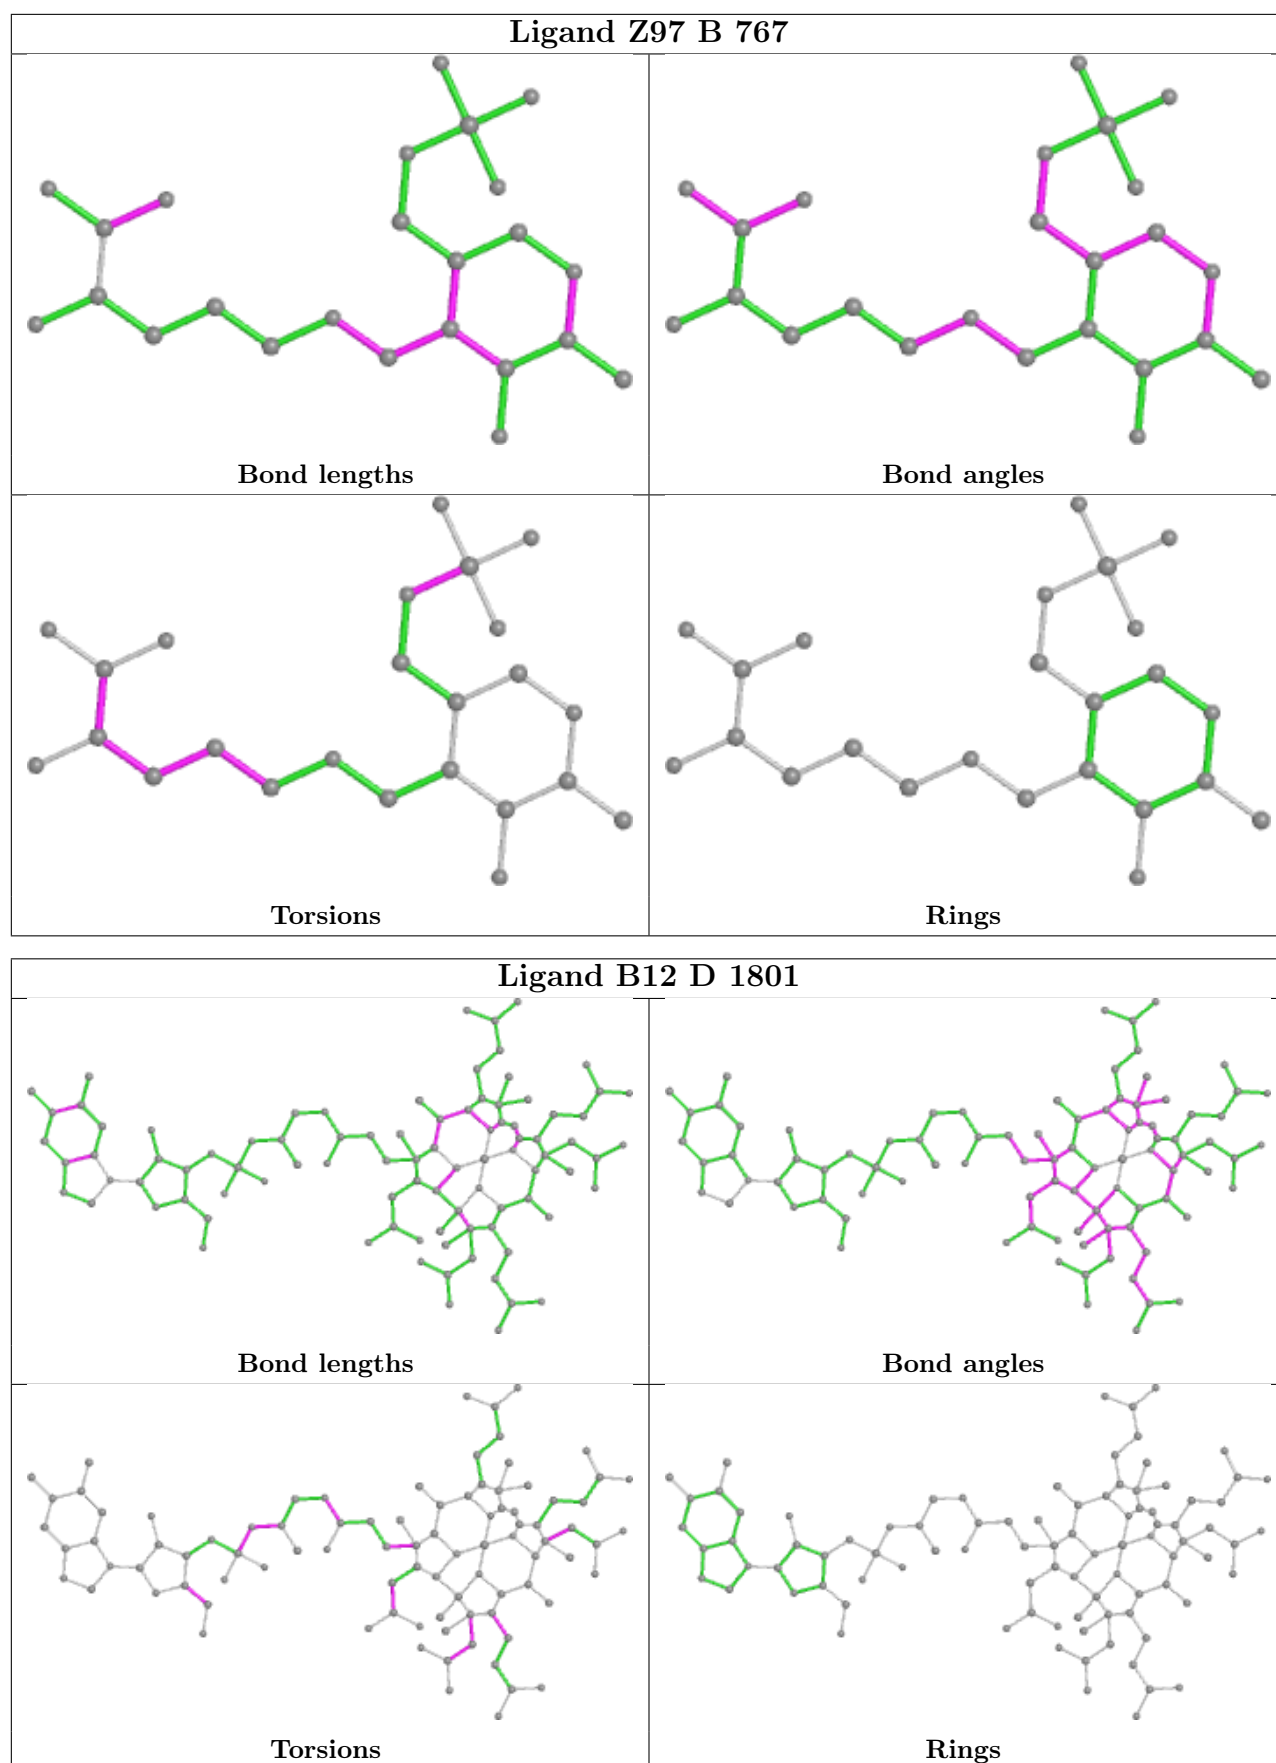 Ligand Z97 B 767
Bond lengths
Bond angles
Torsions
Rings
Ligand B12 D 1801
Bond lengths
Bond angles
Torsions
Rings